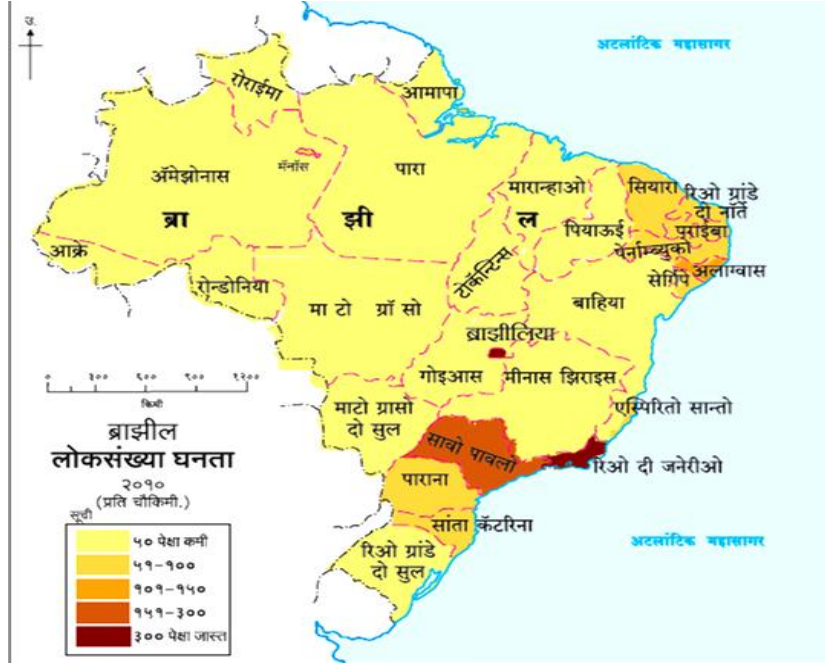 उ.
अटलांटिक महासागर
रोराईमा
आमापा
ॲमेझोनास
मॅनॉस
पारा
मारान्हाओ
सियारा
रिओ ग्रांडे
दो नॉर्ते
ब्रा
झी
ल
पियाऊई
पराईबा
पेर्नाम्ब्युको
आक्रे
रोन्डोनिया
टोकॅन्टिन्स
सेर्गिपे
अलाग्वास
मा टो ग्रॉ सो
बाहिया
ब्राझीलिया
गोइआस
मीनास झिराइस
० ३०० ६०० ९०० १२००
किमी
माटो ग्रासो
दो सुल
एस्पिरितो सान्तो
सावो पावलो
रिओ दी जनेरीओ
पाराना
सांता कॅटरिना
रिओ ग्रांडे
दो सुल
अटलांटिक महासागर
ब्राझील
लोकसंख्या घनता
२०१०
(प्रति चौकिमी.)
सूची
५० पेक्षा कमी
५१-१००
१०१-१५०
१५१-३००
३०० पेक्षा जास्त